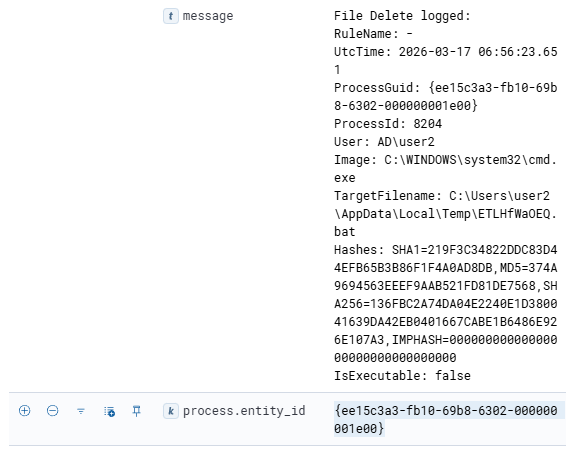 t message
File Delete logged:
RuleName: -
UtcTime: 2026-03-17 06:56:23.65
1
ProcessGuid: {ee15c3a3-fb10-69b
8-6302-000000001e00}
ProcessId: 8204
User: AD\user2
Image: C:\WINDOWS\system32\cmd.
exe
TargetFilename: C:\Users\user2
\AppData\Local\Temp\ETLHfWaOEQ.
bat
Hashes: SHA1=219F3C34822DDC83D4
4EFB65B3B86F1F4A0AD8DB,MD5=374A
9694563EEEF9AAB521FD81DE7568,SH
A256=136FBC2A74DA04E2240E1D3800
41639DA42EB0401667CABE1B6486E92
6E107A3,IMPHASH=00000000000000
000000000000000000
IsExecutable: false
k process.entity_id
{ee15c3a3-fb10-69b8-6302-000000
001e00}